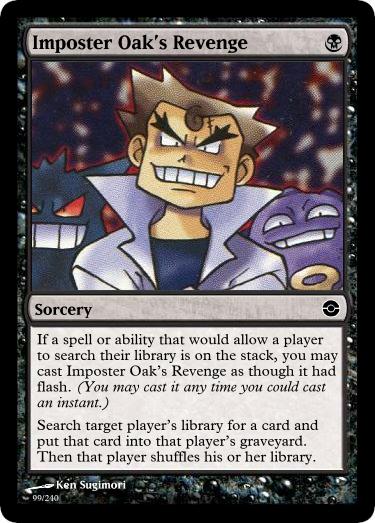 Imposter Oak's Revenge
Sorcery
If a spell or ability that would allow a player
to search their library is on the stack, you may
cast Imposter Oak's Revenge as though it had
flash. (You may cast it any time you could cast
an instant.)
Search target player's library for a card and
put that card into that player's graveyard.
Then that player shuffles his or her library.
Ken Sugimori
99/240